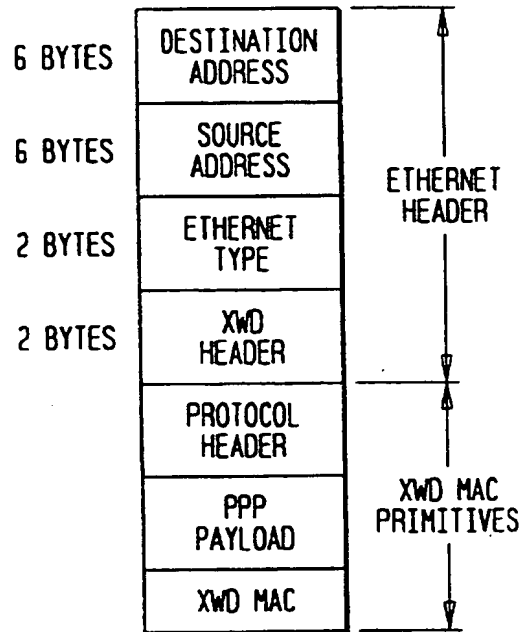 6 BYTES
DESTINATION
ADDRESS
6 BYTES
SOURCE
ADDRESS
2 BYTES
ETHERNET
TYPE
2 BYTES
XWD
HEADER
ETHERNET
HEADER
PROTOCOL
HEADER
PPP
PAYLOAD
XWD MAC
XWD MAC
PRIMITIVES